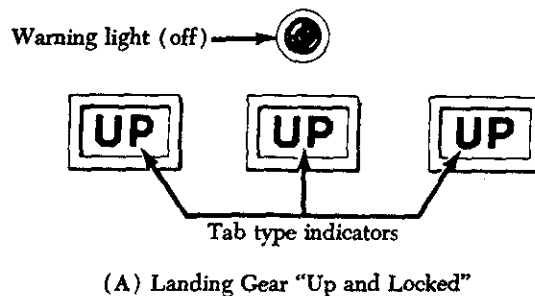 Warning light (off)
UP UP UP
Tab type indicators
(A) Landing Gear “Up and Locked”